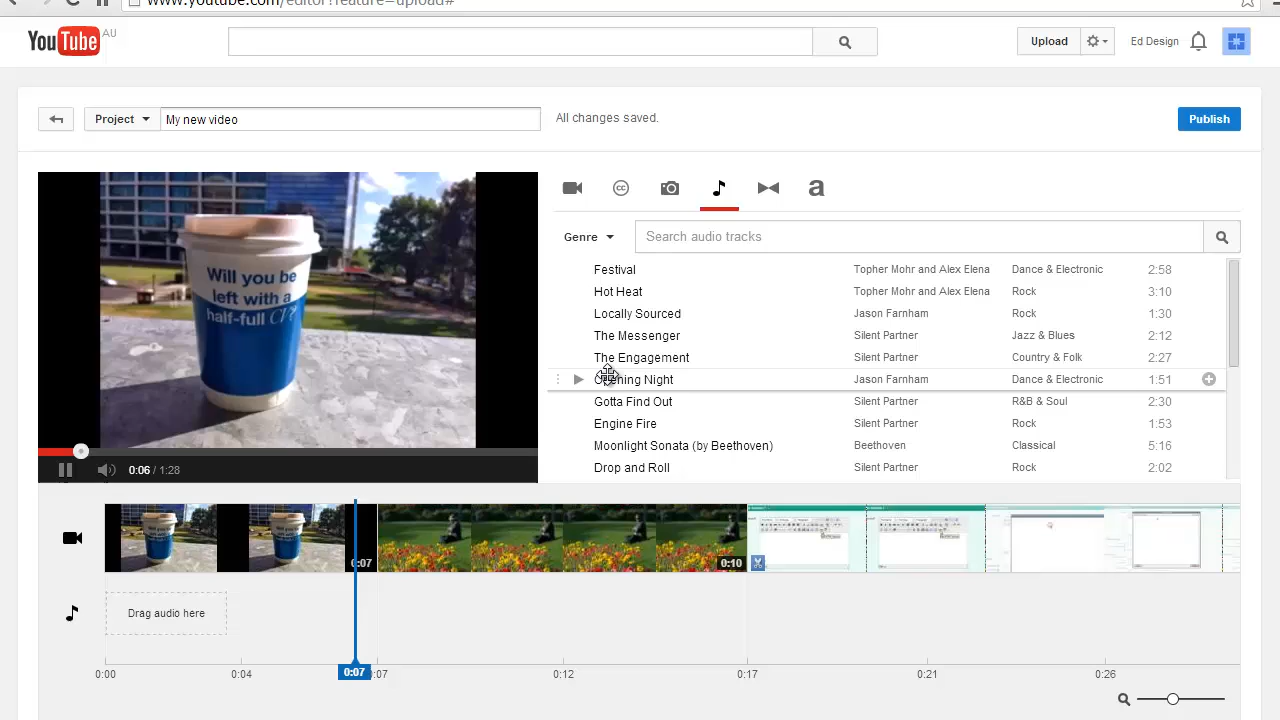 www.youtube.com/editor?feature=upload#
YouTube AU
Upload
Ed Design
Project
My new video
All changes saved.
Publish
Will you be
left with a
half-full CV?
0:06 / 1:28
CC
a
Genre
Search audio tracks
Festival Topher Mohr and Alex Elena Dance & Electronic 2:58
Hot Heat Topher Mohr and Alex Elena Rock 3:10
Locally Sourced Jason Farnham Rock 1:30
The Messenger Silent Partner Jazz & Blues 2:12
The Engagement Silent Partner Country & Folk 2:27
Opening Night Jason Farnham Dance & Electronic 1:51
Gotta Find Out Silent Partner R&B & Soul 2:30
Engine Fire Silent Partner Rock 1:53
Moonlight Sonata (by Beethoven) Beethoven Classical 5:16
Drop and Roll Silent Partner Rock 2:02
0:07
0:10
Drag audio here
0:00 0:04 0:07 0:07 0:12 0:17 0:21 0:26